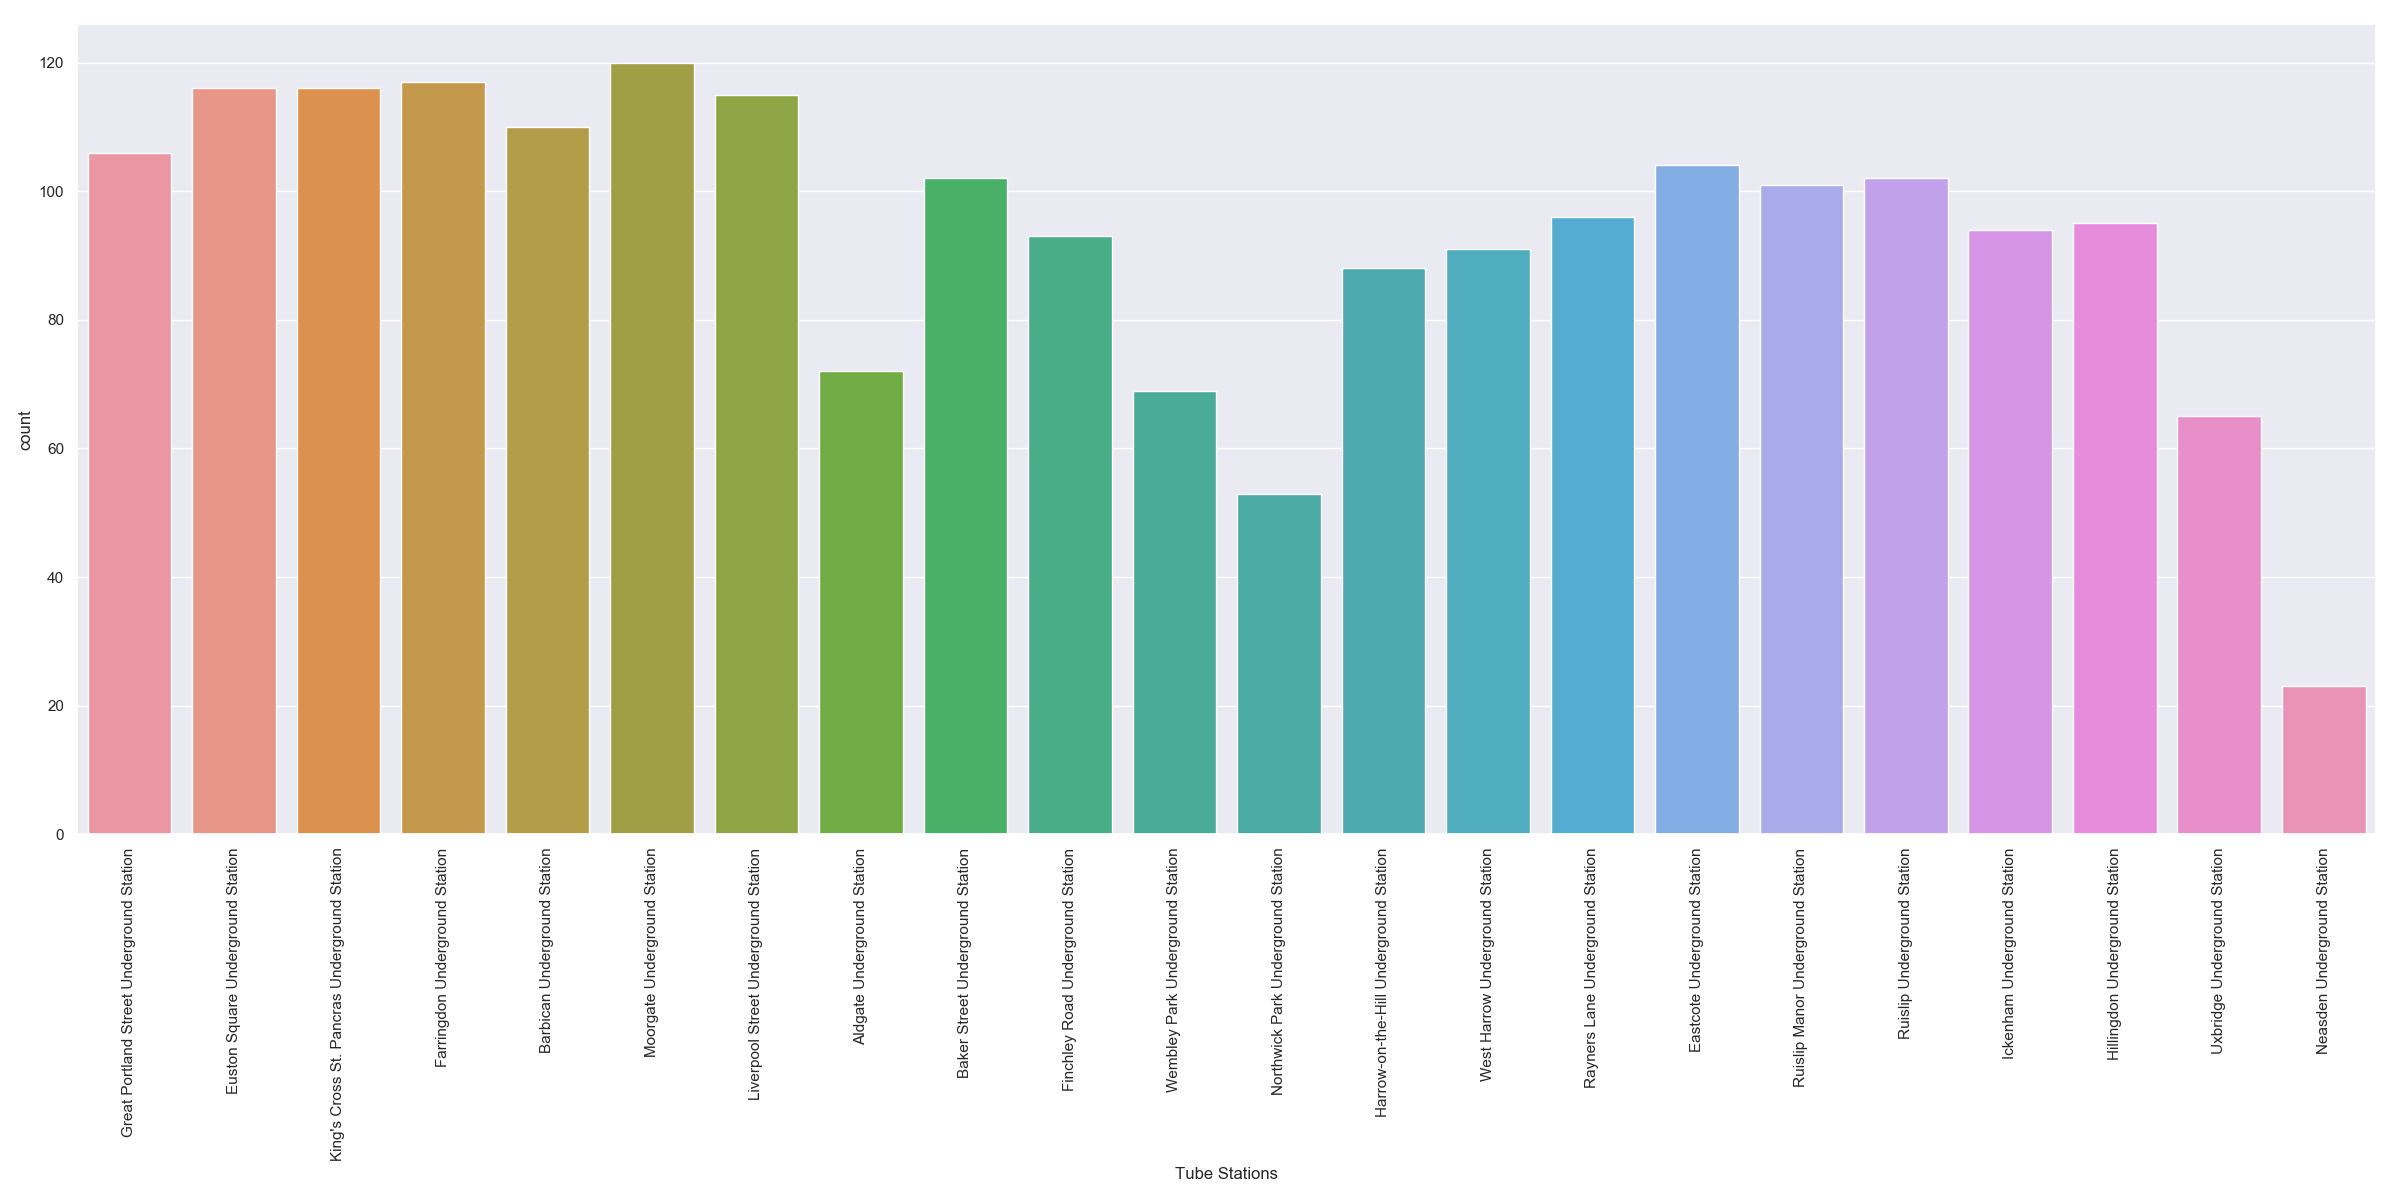 120
100
80
60
40
20
0
count
Great Portland Street Underground Station
Euston Square Underground Station
King's Cross St. Pancras Underground Station
Farringdon Underground Station
Barbican Underground Station
Moorgate Underground Station
Liverpool Street Underground Station
Aldgate Underground Station
Baker Street Underground Station
Finchley Road Underground Station
Wembley Park Underground Station
Northwick Park Underground Station
Harrow-on-the-Hill Underground Station
West Harrow Underground Station
Rayners Lane Underground Station
Eastcote Underground Station
Ruislip Manor Underground Station
Ruislip Underground Station
Ickenham Underground Station
Hillingdon Underground Station
Uxbridge Underground Station
Neasden Underground Station
Tube Stations